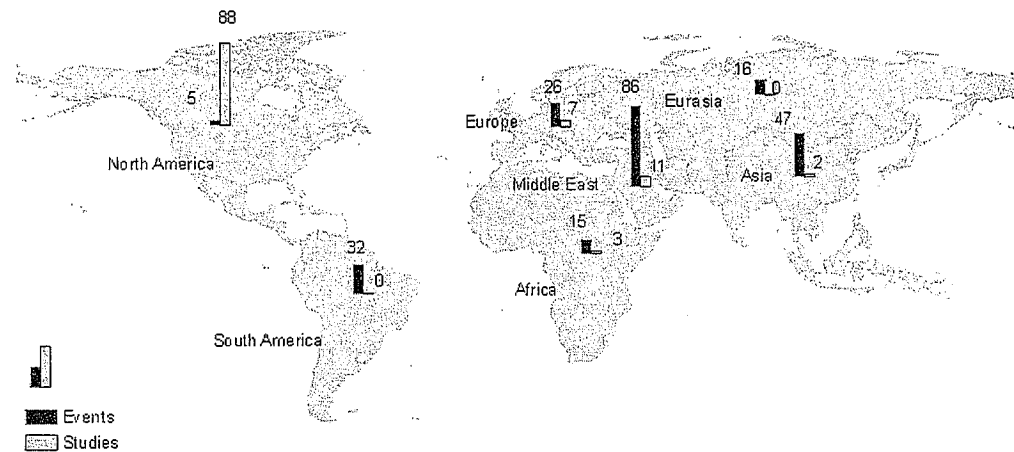 88
5
North America
32
0
South America
26
7
Europe
86
11
Middle East
16
0
Eurasia
47
2
Asia
15
3
Africa
Events
Studies